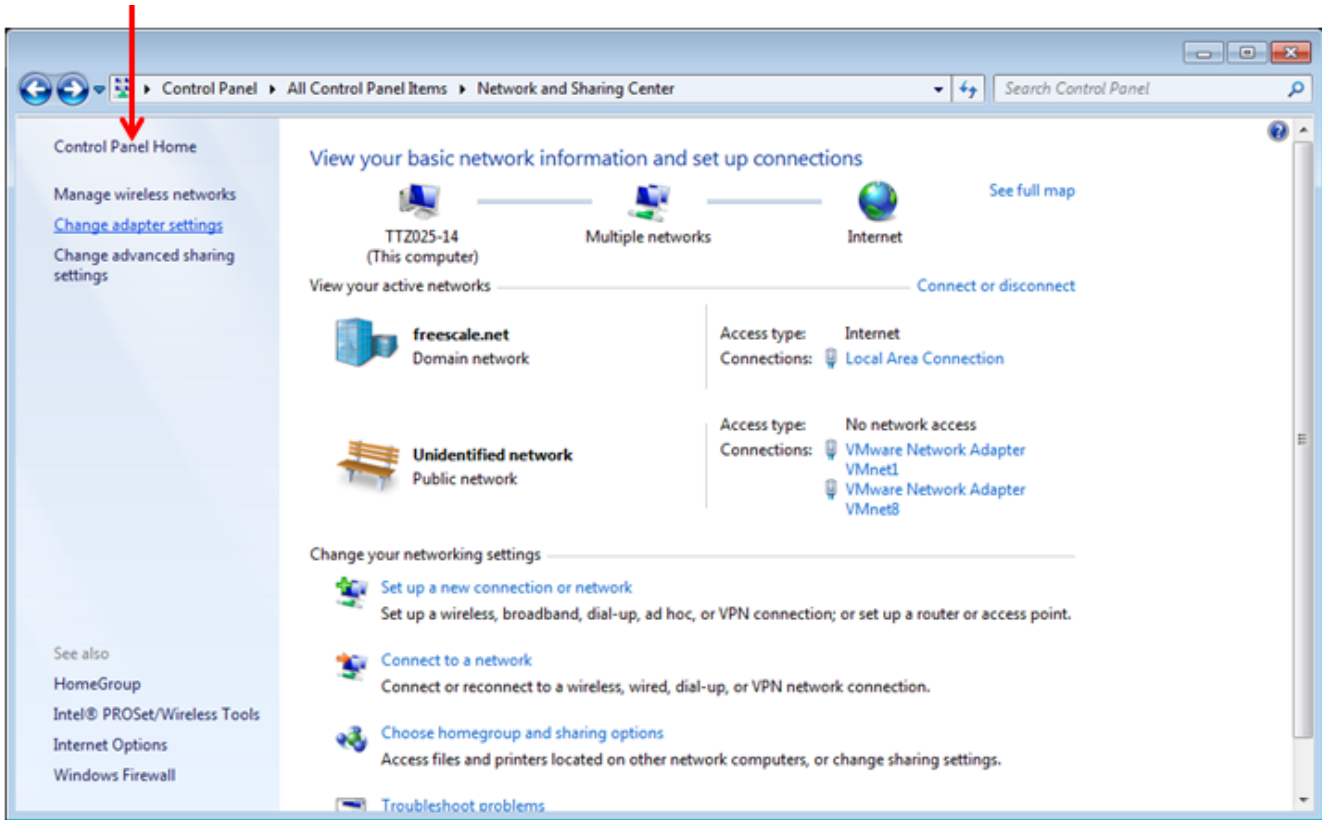 Control Panel All Control Panel Items Network and Sharing Center Search Control Panel
Control Panel Home
Manage wireless networks
Change adapter settings
Change advanced sharing
settings
See also
HomeGroup
Intel® PROSet/Wireless Tools
Internet Options
Windows Firewall
View your basic network information and set up connections
See full map
TTZ025-14
(This computer)
Multiple networks
Internet
View your active networks
Connect or disconnect
freescale.net
Domain network
Access type: Internet
Connections: Local Area Connection
Unidentified network
Public network
Access type: No network access
Connections: VMware Network Adapter
VMnet1
VMware Network Adapter
VMnet8
Change your networking settings
Set up a new connection or network
Set up a wireless, broadband, dial-up, ad hoc, or VPN connection; or set up a router or access point.
Connect to a network
Connect or reconnect to a wireless, wired, dial-up, or VPN network connection.
Choose homegroup and sharing options
Access files and printers located on other network computers, or change sharing settings.
Troubleshoot problems